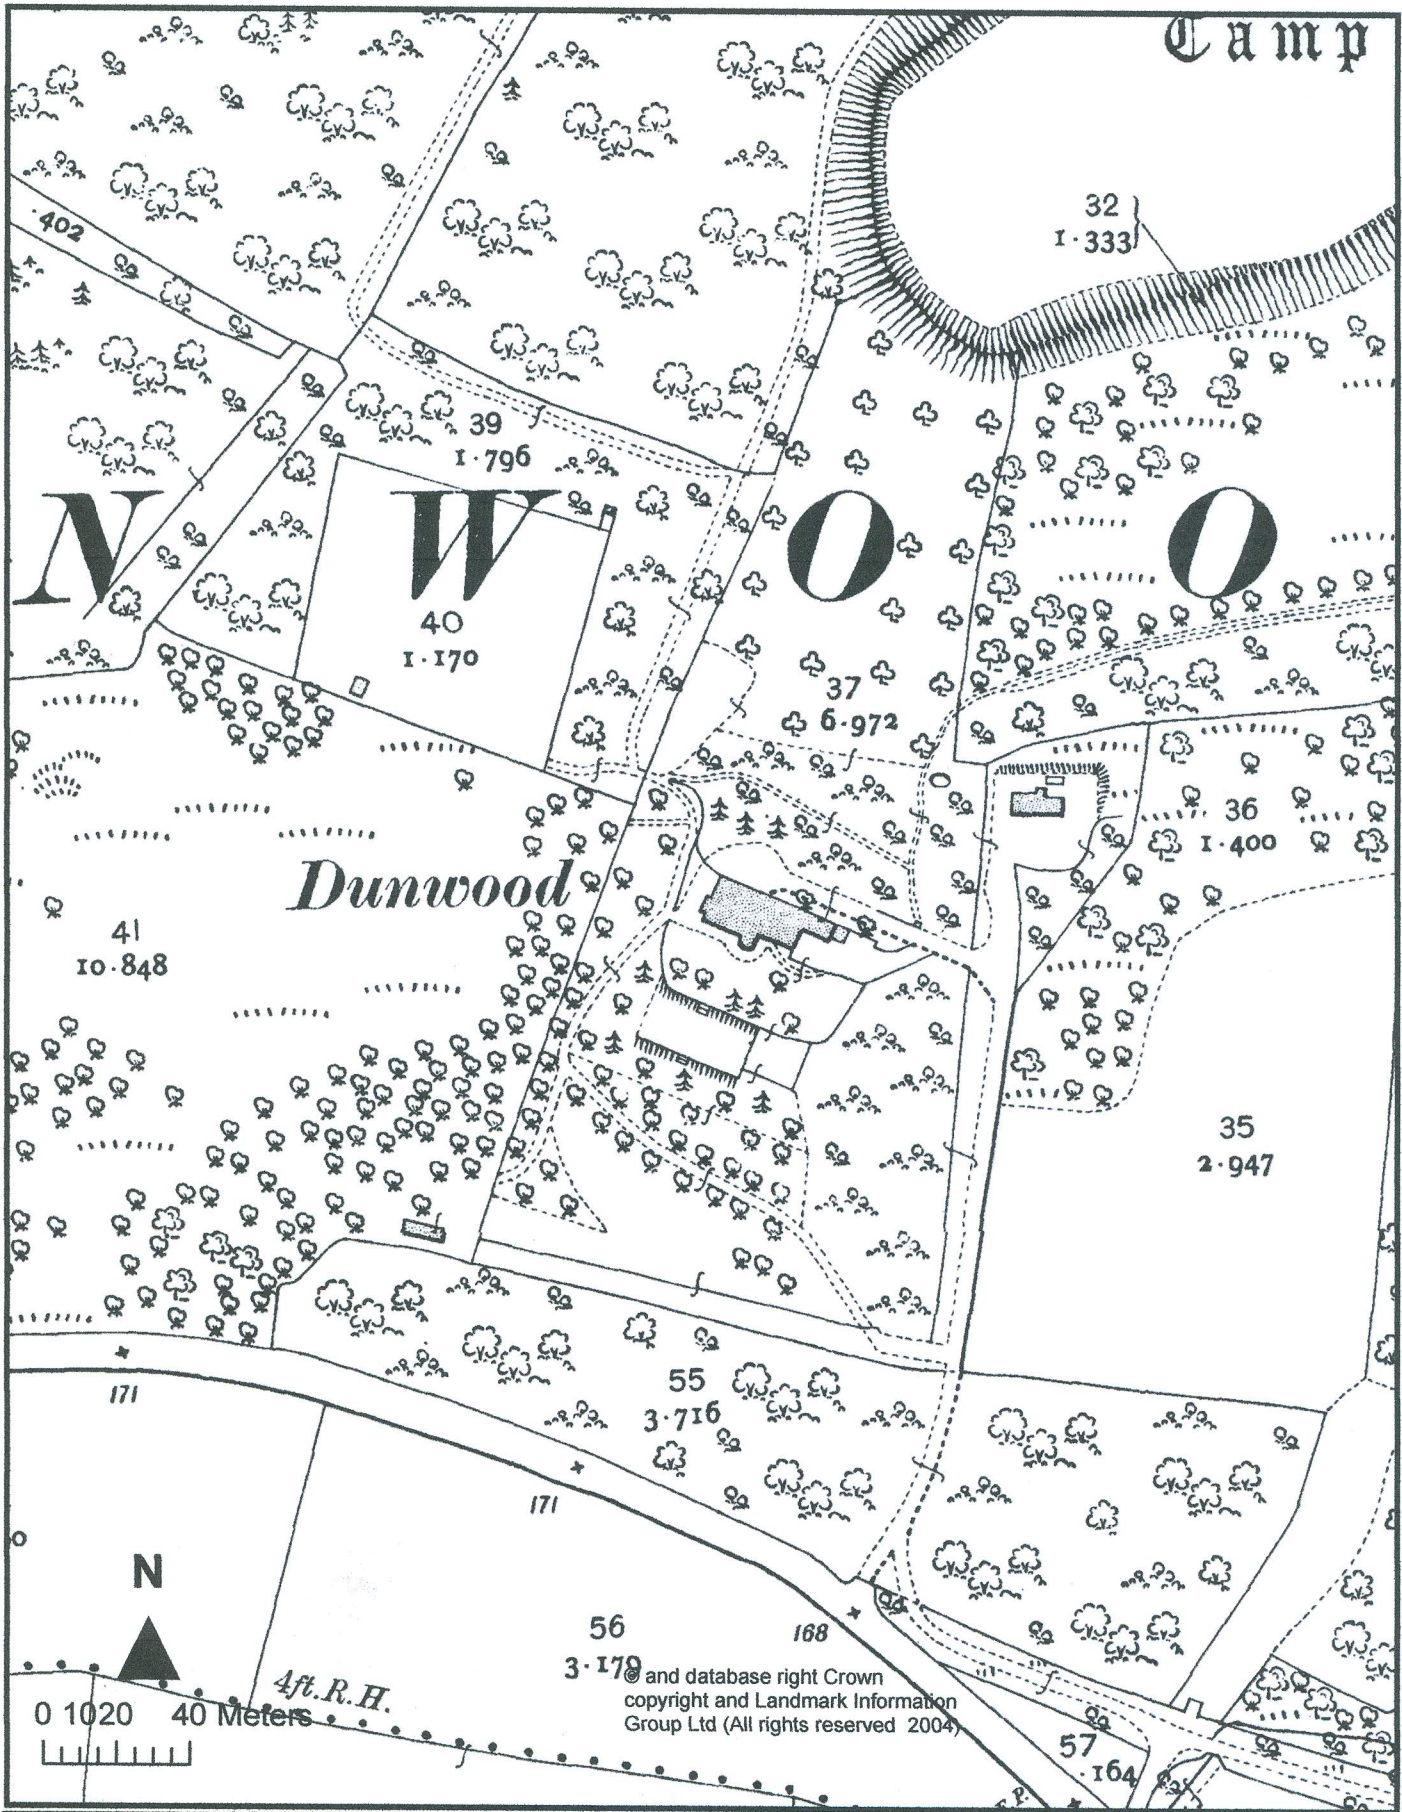 Camp
32
1·333
·402
39
1·796
N W O O
40
1·170
37
6·972
36
1·400
Dunwood
41
10·848
35
2·947
55
3·716
171
171
168
N
56
3·179
4ft.R.H.
0 1020 40 Meters
© and database right Crown
copyright and Landmark Information
Group Ltd (All rights reserved 2004)
57
·164
F.P.